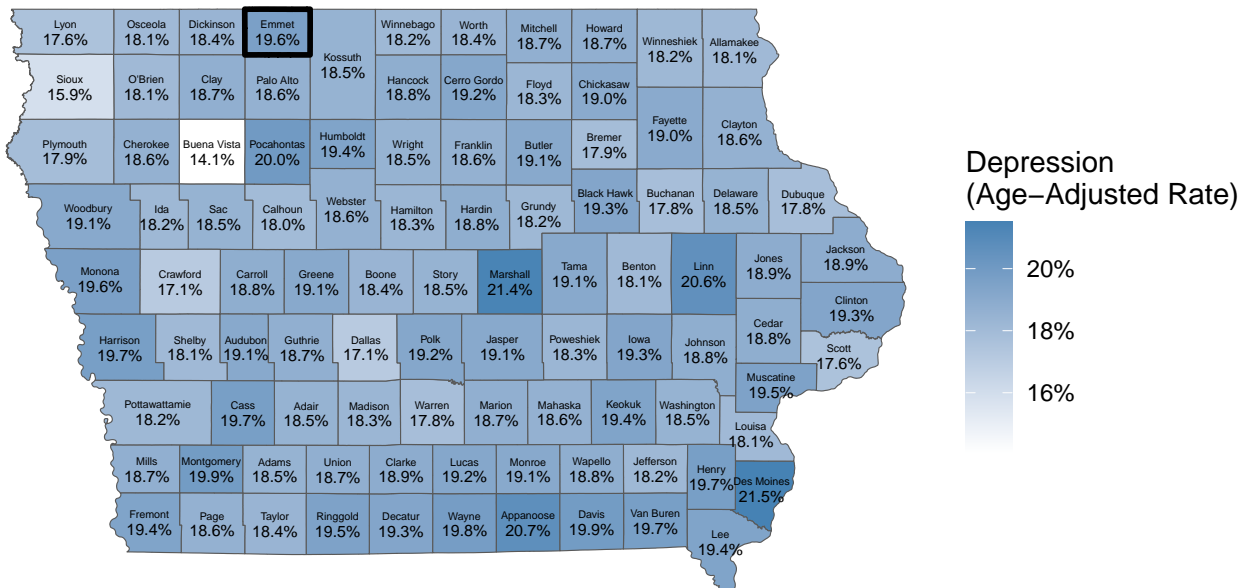 Lyon
17.6%
Osceola
18.1%
Dickinson
18.4%
Emmet
19.6%
Kossuth
18.5%
Winnebago
18.2%
Worth
18.4%
Mitchell
18.7%
Howard
18.7%
Winneshiek
18.2%
Allamakee
18.1%
Sioux
15.9%
O'Brien
18.1%
Clay
18.7%
Palo Alto
18.6%
Hancock
18.8%
Cerro Gordo
19.2%
Floyd
18.3%
Chickasaw
19.0%
Fayette
19.0%
Clayton
18.6%
Plymouth
17.9%
Cherokee
18.6%
Buena Vista
14.1%
Pocahontas
20.0%
Humboldt
19.4%
Wright
18.5%
Franklin
18.6%
Butler
19.1%
Bremer
17.9%
Woodbury
19.1%
Ida
18.2%
Sac
18.5%
Calhoun
18.0%
Webster
18.6%
Hamilton
18.3%
Hardin
18.8%
Grundy
18.2%
Black Hawk
19.3%
Buchanan
17.8%
Delaware
18.5%
Dubuque
17.8%
Monona
19.6%
Crawford
17.1%
Carroll
18.8%
Greene
19.1%
Boone
18.4%
Story
18.5%
Marshall
21.4%
Tama
19.1%
Benton
18.1%
Linn
20.6%
Jones
18.9%
Jackson
18.9%
Clinton
19.3%
Harrison
19.7%
Shelby
18.1%
Audubon
19.1%
Guthrie
18.7%
Dallas
17.1%
Polk
19.2%
Jasper
19.1%
Poweshiek
18.3%
Iowa
19.3%
Johnson
18.8%
Cedar
18.8%
Scott
17.6%
Muscatine
19.5%
Pottawattamie
18.2%
Cass
19.7%
Adair
18.5%
Madison
18.3%
Warren
17.8%
Marion
18.7%
Mahaska
18.6%
Keokuk
19.4%
Washington
18.5%
Louisa
18.1%
Mills
18.7%
Montgomery
19.9%
Adams
18.5%
Union
18.7%
Clarke
18.9%
Lucas
19.2%
Monroe
19.1%
Wapello
18.8%
Jefferson
18.2%
Henry
19.7%
Des Moines
21.5%
Fremont
19.4%
Page
18.6%
Taylor
18.4%
Ringgold
19.5%
Decatur
19.3%
Wayne
19.8%
Appanoose
20.7%
Davis
19.9%
Van Buren
19.7%
Lee
19.4%
Depression
(Age−Adjusted Rate)
20%
18%
16%